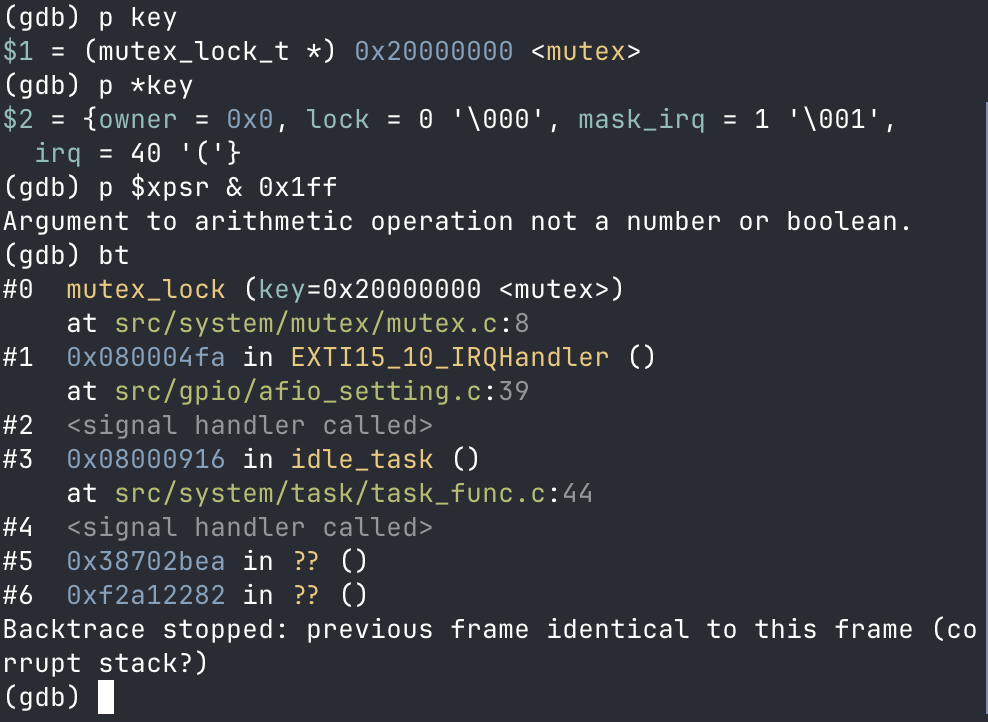 (gdb) p key
$1 = (mutex_lock_t *) 0x20000000 <mutex>
(gdb) p *key
$2 = {owner = 0x0, lock = 0 '\000', mask_irq = 1 '\001',
  irq = 40 '('}
(gdb) p $xpsr & 0x1ff
Argument to arithmetic operation not a number or boolean.
(gdb) bt
#0  mutex_lock (key=0x20000000 <mutex>)
    at src/system/mutex/mutex.c:8
#1  0x080004fa in EXTI15_10_IRQHandler ()
    at src/gpio/afio_setting.c:39
#2  <signal handler called>
#3  0x08000916 in idle_task ()
    at src/system/task/task_func.c:44
#4  <signal handler called>
#5  0x38702bea in ?? ()
#6  0xf2a12282 in ?? ()
Backtrace stopped: previous frame identical to this frame (co
rrupt stack?)
(gdb)